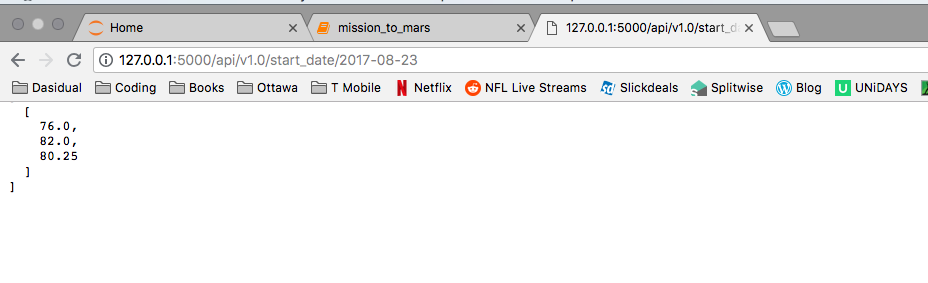 Home
mission_to_mars
127.0.0.1:5000/api/v1.0/start_d
127.0.0.1:5000/api/v1.0/start_date/2017-08-23
Dasidual Coding Books Ottawa T Mobile Netflix NFL Live Streams Slickdeals Splitwise Blog UNiDAYS
[
76.0,
82.0,
80.25
]
]